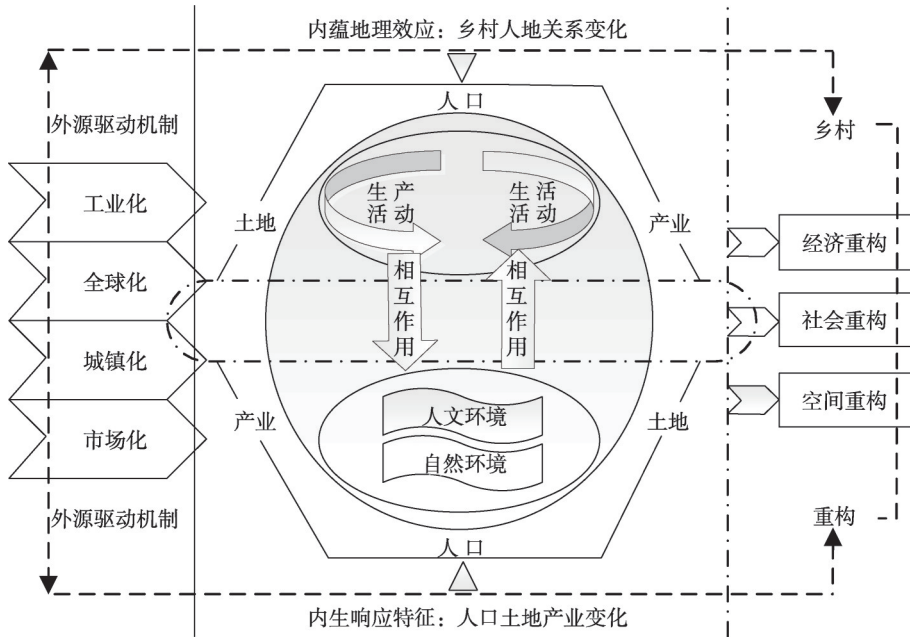 内蕴地理效应：乡村人地关系变化
人口
外源驱动机制
乡村
生产
活动
生活
活动
土地
产业
工业化
经济重构
全球化
相互作用
相互作用
社会重构
城镇化
空间重构
产业
人文环境
土地
市场化
自然环境
外源驱动机制
重构
人口
内生响应特征：人口土地产业变化